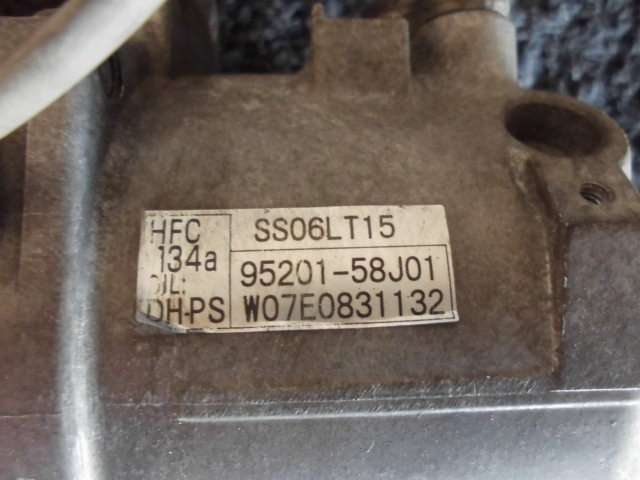 HFC
134a
OIL:
DH-PS
SS06LT15
95201-58J01
W07E0831132